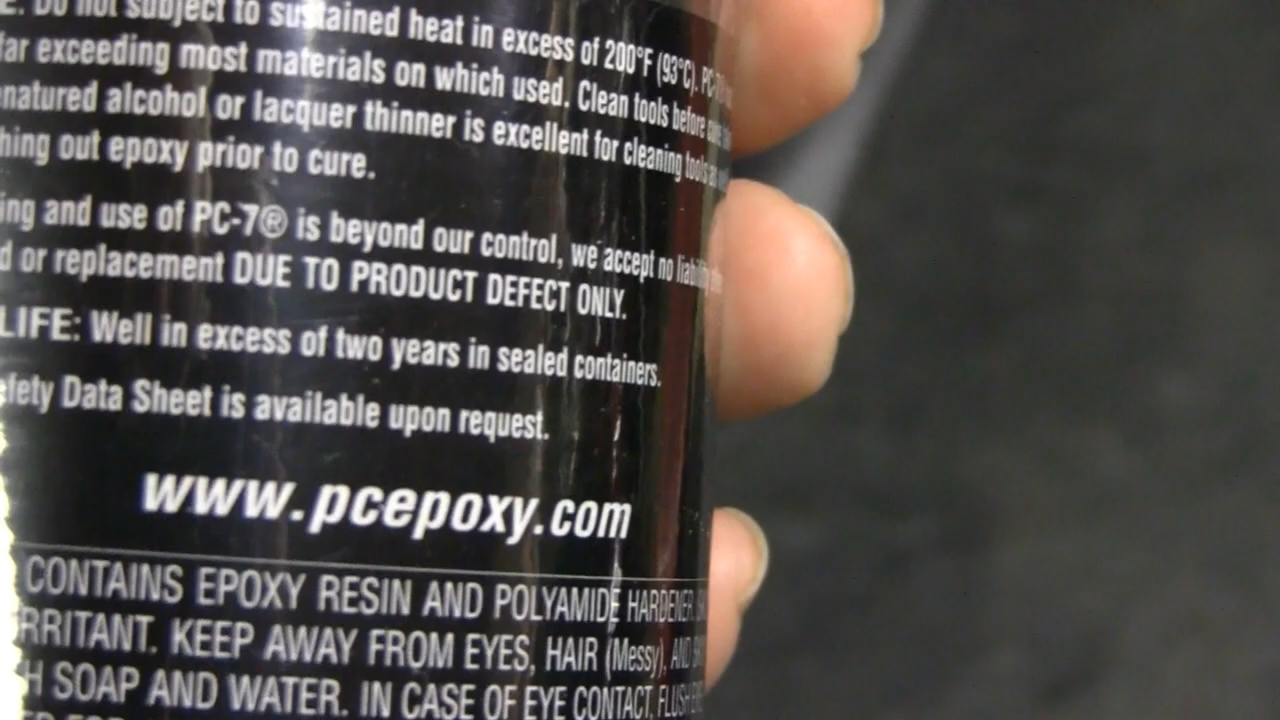 E: Do not subject to sustained heat in excess of 200°F (93°C).
far exceeding most materials on which used. Clean tools before
enatured alcohol or lacquer thinner is excellent for cleaning tools
hing out epoxy prior to cure.
ing and use of PC-7® is beyond our control, we accept no liability
d or replacement DUE TO PRODUCT DEFECT ONLY.
LIFE: Well in excess of two years in sealed containers.
afety Data Sheet is available upon request.
www.pcepoxy.com
CONTAINS EPOXY RESIN AND POLYAMIDE HARDENER.
RRITANT. KEEP AWAY FROM EYES, HAIR (Messy), AND
H SOAP AND WATER. IN CASE OF EYE CONTACT, FLUSH